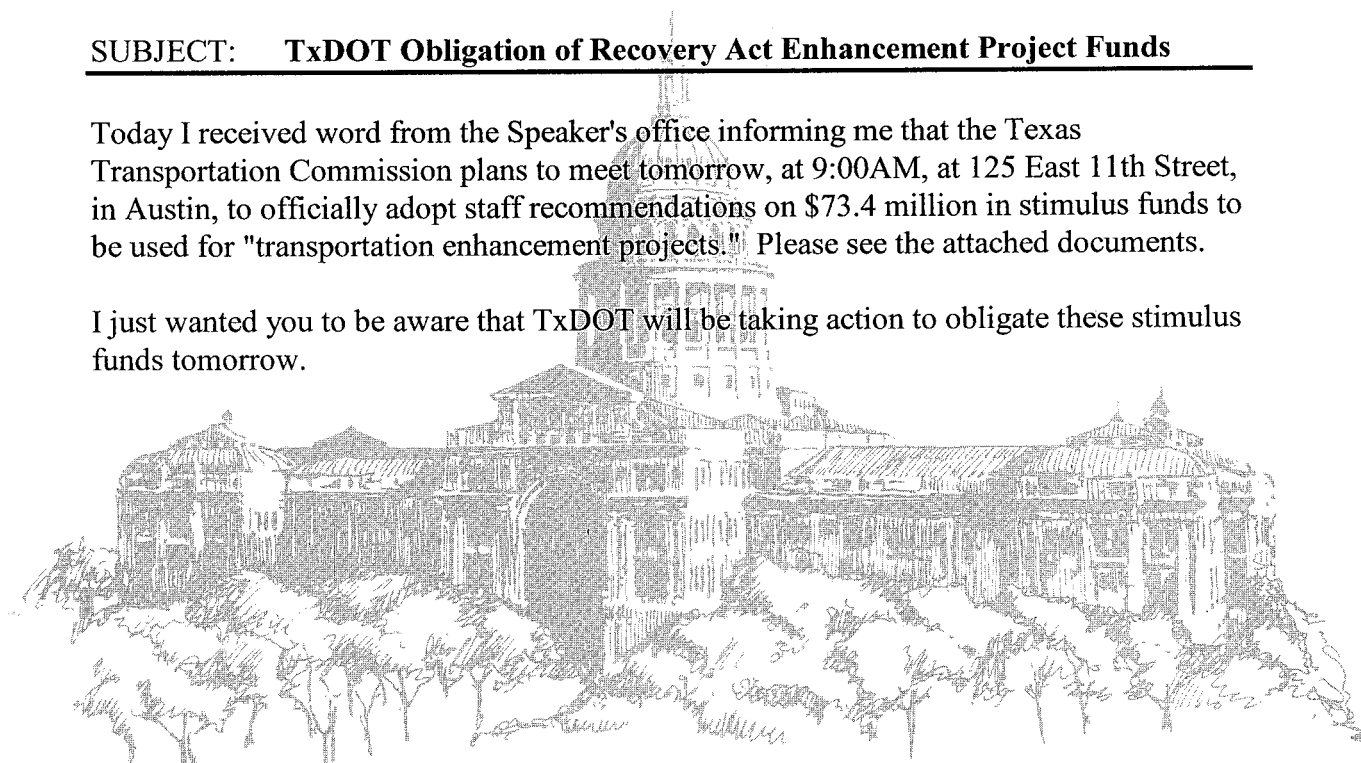 SUBJECT: TxDOT Obligation of Recovery Act Enhancement Project Funds
Today I received word from the Speaker's office informing me that the Texas
Transportation Commission plans to meet tomorrow, at 9:00AM, at 125 East 11th Street,
in Austin, to officially adopt staff recommendations on $73.4 million in stimulus funds to
be used for "transportation enhancement projects." Please see the attached documents.
I just wanted you to be aware that TxDOT will be taking action to obligate these stimulus
funds tomorrow.